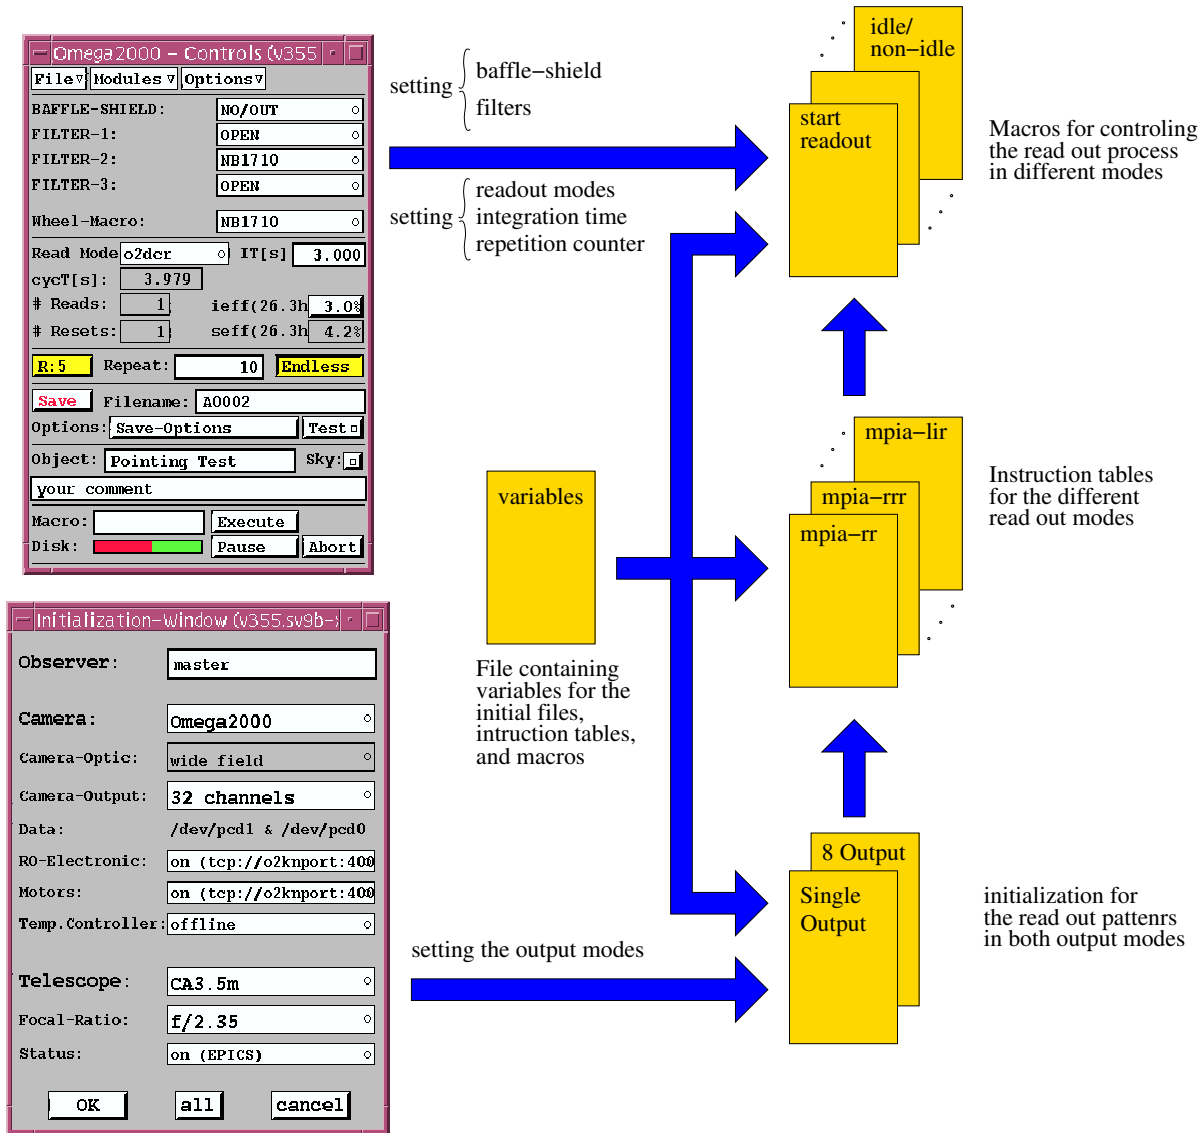 Omega2000 - Controls (v355
File Modules Options
BAFFLE-SHIELD: NO/OUT
FILTER-1: OPEN
FILTER-2: NB1710
FILTER-3: OPEN
Wheel-Macro: NB1710
Read Mode o2dcr IT[s] 3.000
cycT[s]: 3.979
# Reads: 1 ieff(26.3h 3.0%
# Resets: 1 seff(26.3h 4.2%
R:5 Repeat: 10 Endless
Save Filename: A0002
Options: Save-Options Test
Object: Pointing Test Sky:
your comment
Macro: Execute
Disk: Pause Abort
Initialization-Window (v355.sv9b-
Observer: master
Camera: Omega2000
Camera-Optic: wide field
Camera-Output: 32 channels
Data: /dev/pcd1 & /dev/pcd0
RO-Electronic: on (tcp://o2knport:400
Motors: on (tcp://o2knport:400
Temp.Controller: offline
Telescope: CA3.5m
Focal-Ratio: f/2.35
Status: on (EPICS)
OK all cancel
setting
baffle-shield
filters
setting
readout modes
integration time
repetition counter
variables
File containing
variables for the
initial files,
intruction tables,
and macros
setting the output modes
idle/
non-idle
start
readout
Macros for controling
the read out process
in different modes
mpia-lir
mpia-rrr
mpia-rr
Instruction tables
for the different
read out modes
8 Output
Single
Output
initialization for
the read out pattenrs
in both output modes